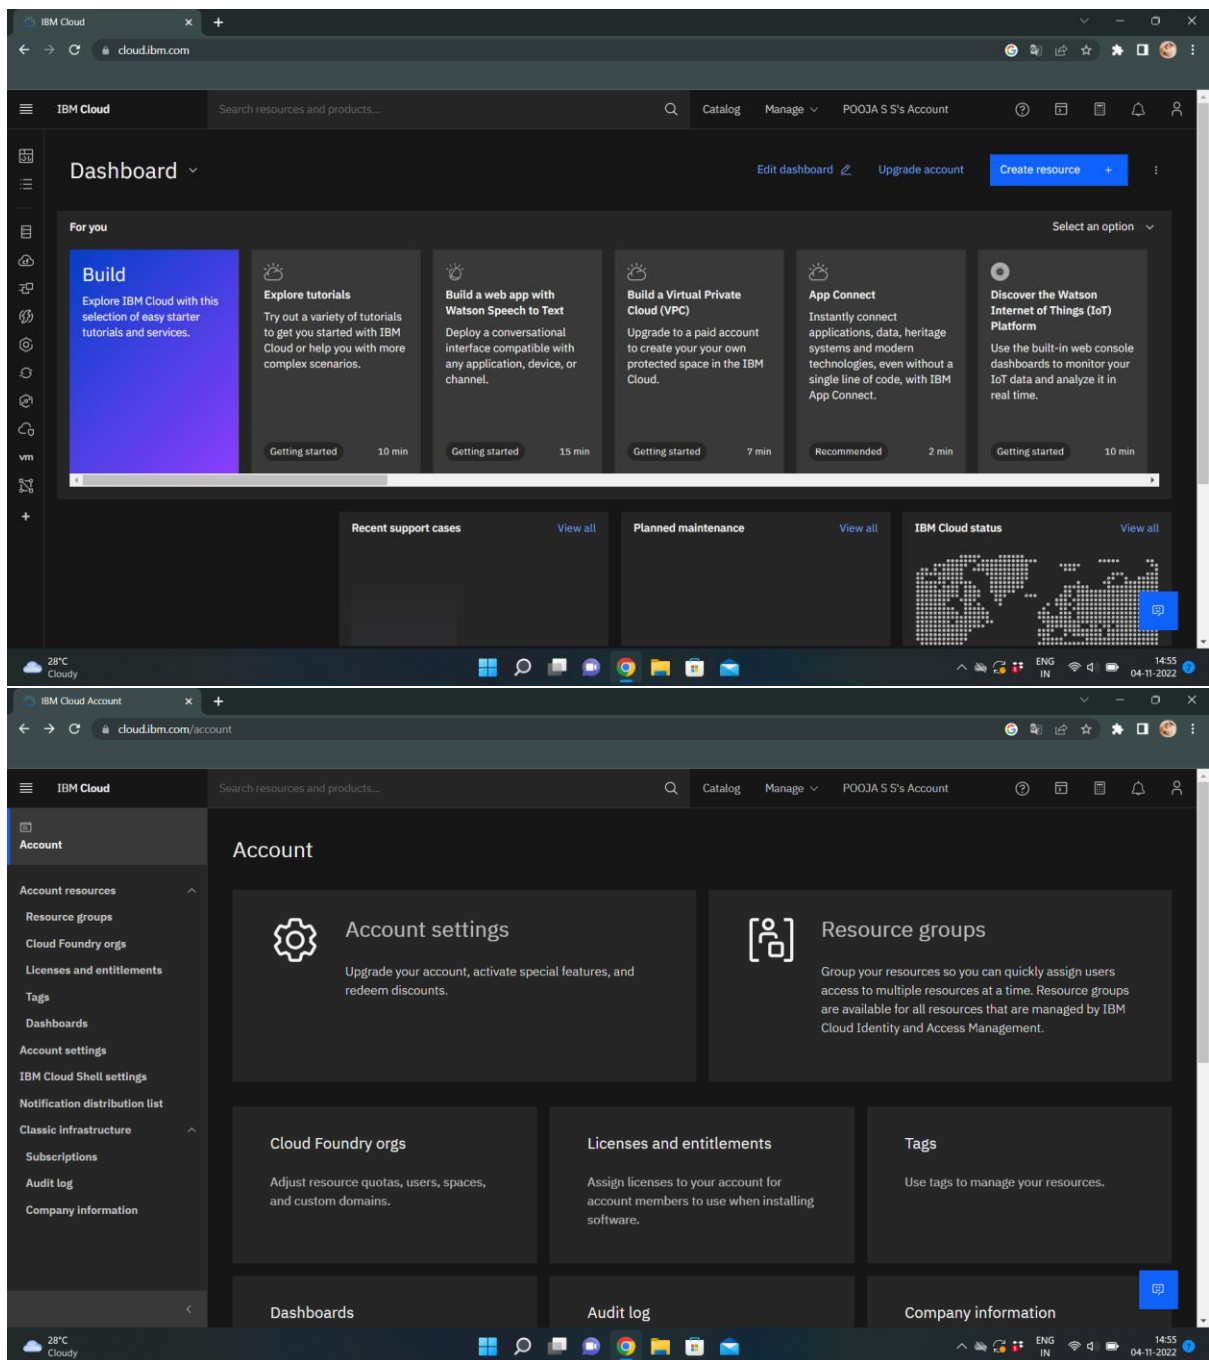 IBM Cloud
cloud.ibm.com
IBM Cloud
Search resources and products...
Catalog
Manage
POOJA S S's Account
Dashboard
Edit dashboard
Upgrade account
Create resource +
For you
Select an option
Build
Explore IBM Cloud with this
selection of easy starter
tutorials and services.
Explore tutorials
Try out a variety of tutorials
to get you started with IBM
Cloud or help you with more
complex scenarios.
Getting started
10 min
Build a web app with
Watson Speech to Text
Deploy a conversational
interface compatible with
any application, device, or
channel.
Getting started
15 min
Build a Virtual Private
Cloud (VPC)
Upgrade to a paid account
to create your your own
protected space in the IBM
Cloud.
Getting started
7 min
App Connect
Instantly connect
applications, data, heritage
systems and modern
technologies, even without a
single line of code, with IBM
App Connect.
Recommended
2 min
Discover the Watson
Internet of Things (IoT)
Platform
Use the built-in web console
dashboards to monitor your
IoT data and analyze it in
real time.
Getting started
10 min
vm
Recent support cases
View all
Planned maintenance
View all
IBM Cloud status
View all
28°C
Cloudy
ENG
IN
14:55
04-11-2022
IBM Cloud Account
cloud.ibm.com/account
IBM Cloud
Search resources and products...
Catalog
Manage
POOJA S S's Account
Account
Account resources
Resource groups
Cloud Foundry orgs
Licenses and entitlements
Tags
Dashboards
Account settings
IBM Cloud Shell settings
Notification distribution list
Classic infrastructure
Subscriptions
Audit log
Company information
Account
Account settings
Upgrade your account, activate special features, and
redeem discounts.
Resource groups
Group your resources so you can quickly assign users
access to multiple resources at a time. Resource groups
are available for all resources that are managed by IBM
Cloud Identity and Access Management.
Cloud Foundry orgs
Adjust resource quotas, users, spaces,
and custom domains.
Licenses and entitlements
Assign licenses to your account for
account members to use when installing
software.
Tags
Use tags to manage your resources.
Dashboards
Audit log
Company information
28°C
Cloudy
ENG
IN
14:55
04-11-2022